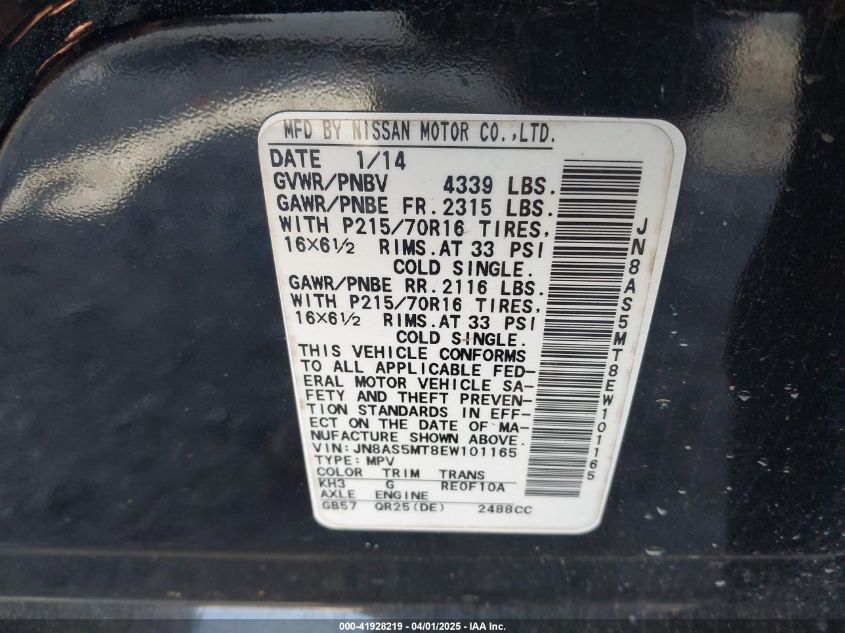 MFD BY NISSAN MOTOR CO.,LTD.
DATE 1/14
GVWR/PNBV 4339 LBS.
GAWR/PNBE FR.2315 LBS.
WITH P215/70R16 TIRES,
16X6½ RIMS.AT 33 PSI
COLD SINGLE.
GAWR/PNBE RR.2116 LBS.
WITH P215/70R16 TIRES,
16X6½ RIMS.AT 33 PSI
COLD SINGLE.
THIS VEHICLE CONFORMS
TO ALL APPLICABLE FED-
ERAL MOTOR VEHICLE SA-
FETY AND THEFT PREVEN-
TION STANDARDS IN EFF-
ECT ON THE DATE OF MA-
NUFACTURE SHOWN ABOVE.
VIN:JN8AS5MT8EW101165
TYPE:MPV
COLOR TRIM TRANS
KH3 G RE0F10A
AXLE ENGINE
GB57 QR25(DE) 2488CC
JN8AS5MT8EW101165
000-41928219 - 04/01/2025 - IAA Inc.